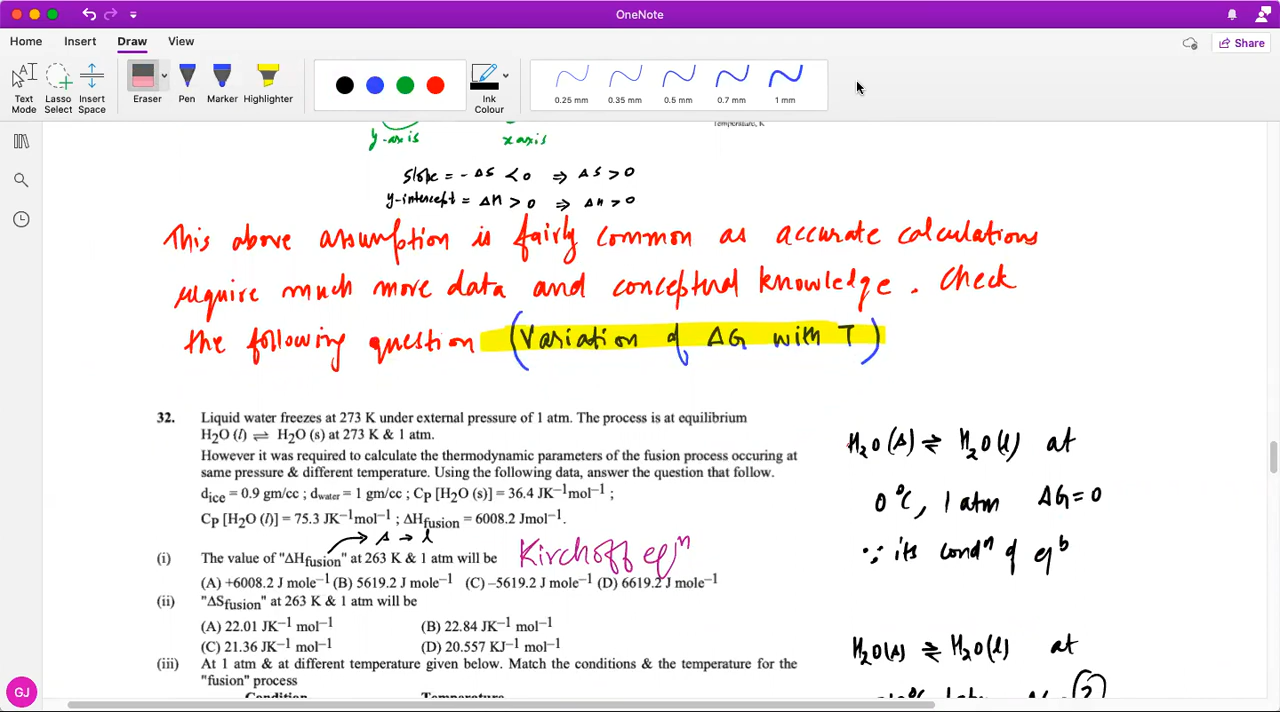 OneNote
Home Insert Draw View
Share
Text Mode
Lasso Select
Insert Space
Eraser
Pen
Marker
Highlighter
Ink Colour
0.25 mm 0.35 mm 0.5 mm 0.7 mm 1 mm
Temperature, K
y-axis x axis
slope = - ΔS < 0 ⇒ ΔS > 0
y-intercept = ΔH > 0 ⇒ ΔH > 0
This above assumption is fairly common as accurate calculations
require much more data and conceptual knowledge. Check
the following question (Variation of ΔG with T)
32. Liquid water freezes at 273 K under external pressure of 1 atm. The process is at equilibrium
H2O (l) ⇌ H2O (s) at 273 K & 1 atm.
However it was required to calculate the thermodynamic parameters of the fusion process occuring at
same pressure & different temperature. Using the following data, answer the question that follow.
dice = 0.9 gm/cc ; dwater = 1 gm/cc ; CP [H2O (s)] = 36.4 JK–1mol–1 ;
CP [H2O (l)] = 75.3 JK–1mol–1 ; ΔHfusion = 6008.2 Jmol–1.
s → l
(i) The value of "ΔHfusion" at 263 K & 1 atm will be
Kirchoff eqn
(A) +6008.2 J mole–1 (B) 5619.2 J mole–1 (C) –5619.2 J mole–1 (D) 6619.2 J mole–1
(ii) "ΔSfusion" at 263 K & 1 atm will be
(A) 22.01 JK–1 mol–1 (B) 22.84 JK–1 mol–1
(C) 21.36 JK–1 mol–1 (D) 20.557 KJ–1 mol–1
(iii) At 1 atm & at different temperature given below. Match the conditions & the temperature for the
"fusion" process
Condition Temperature
H2O(s) ⇌ H2O(l) at
0°C, 1 atm ΔG = 0
∵ its condn of eqb
H2O(s) ⇌ H2O(l) at
GJ